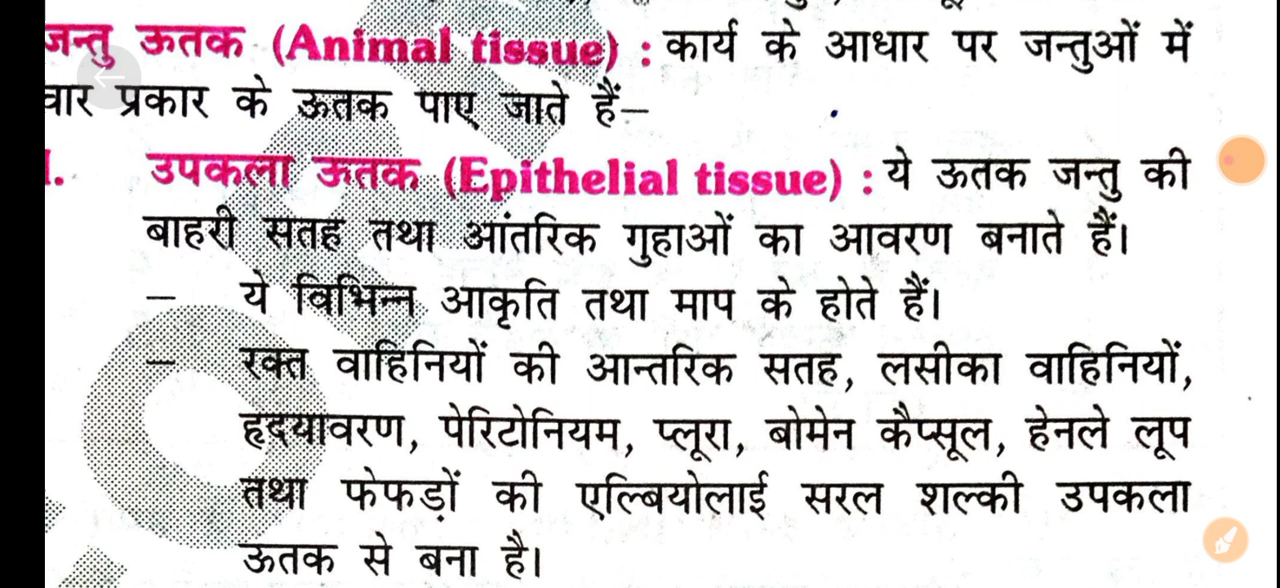 जन्तु ऊतक (Animal tissue) : कार्य के आधार पर जन्तुओं में
प्रकार के ऊतक पाए जाते हैं–
उपकला ऊतक (Epithelial tissue) : ये ऊतक जन्तु की
बाहरी सतह तथा आंतरिक गुहाओं का आवरण बनाते हैं।
– ये विभिन्न आकृति तथा माप के होते हैं।
– रक्त वाहिनियों की आन्तरिक सतह, लसीका वाहिनियों,
हृदयावरण, पेरिटोनियम, प्लूरा, बोमेन कैप्सूल, हेनले लूप
तथा फेफड़ों की एल्बियोलाई सरल शल्की उपकला
ऊतक से बना है।